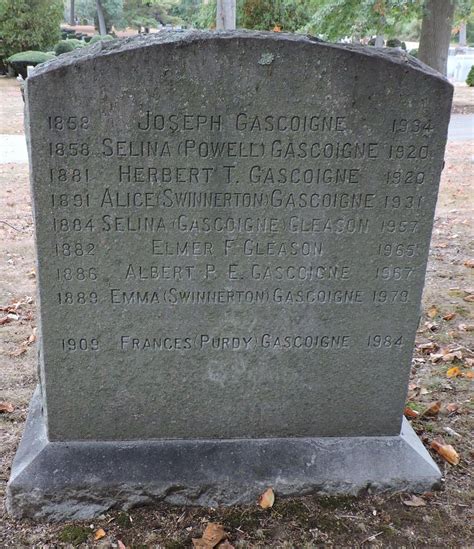 1858 JOSEPH GASCOIGNE 1934
1858 SELINA (POWELL) GASCOIGNE 1920
1881 HERBERT T. GASCOIGNE 1920
1891 ALICE (SWINNERTON) GASCOIGNE 1931
1884 SELINA (GASCOIGNE) GLEASON 1957
1882 ELMER F. GLEASON 1965
1886 ALBERT P. E. GASCOIGNE 1967
1889 EMMA (SWINNERTON) GASCOIGNE 1979
1909 FRANCES (PURDY) GASCOIGNE 1984